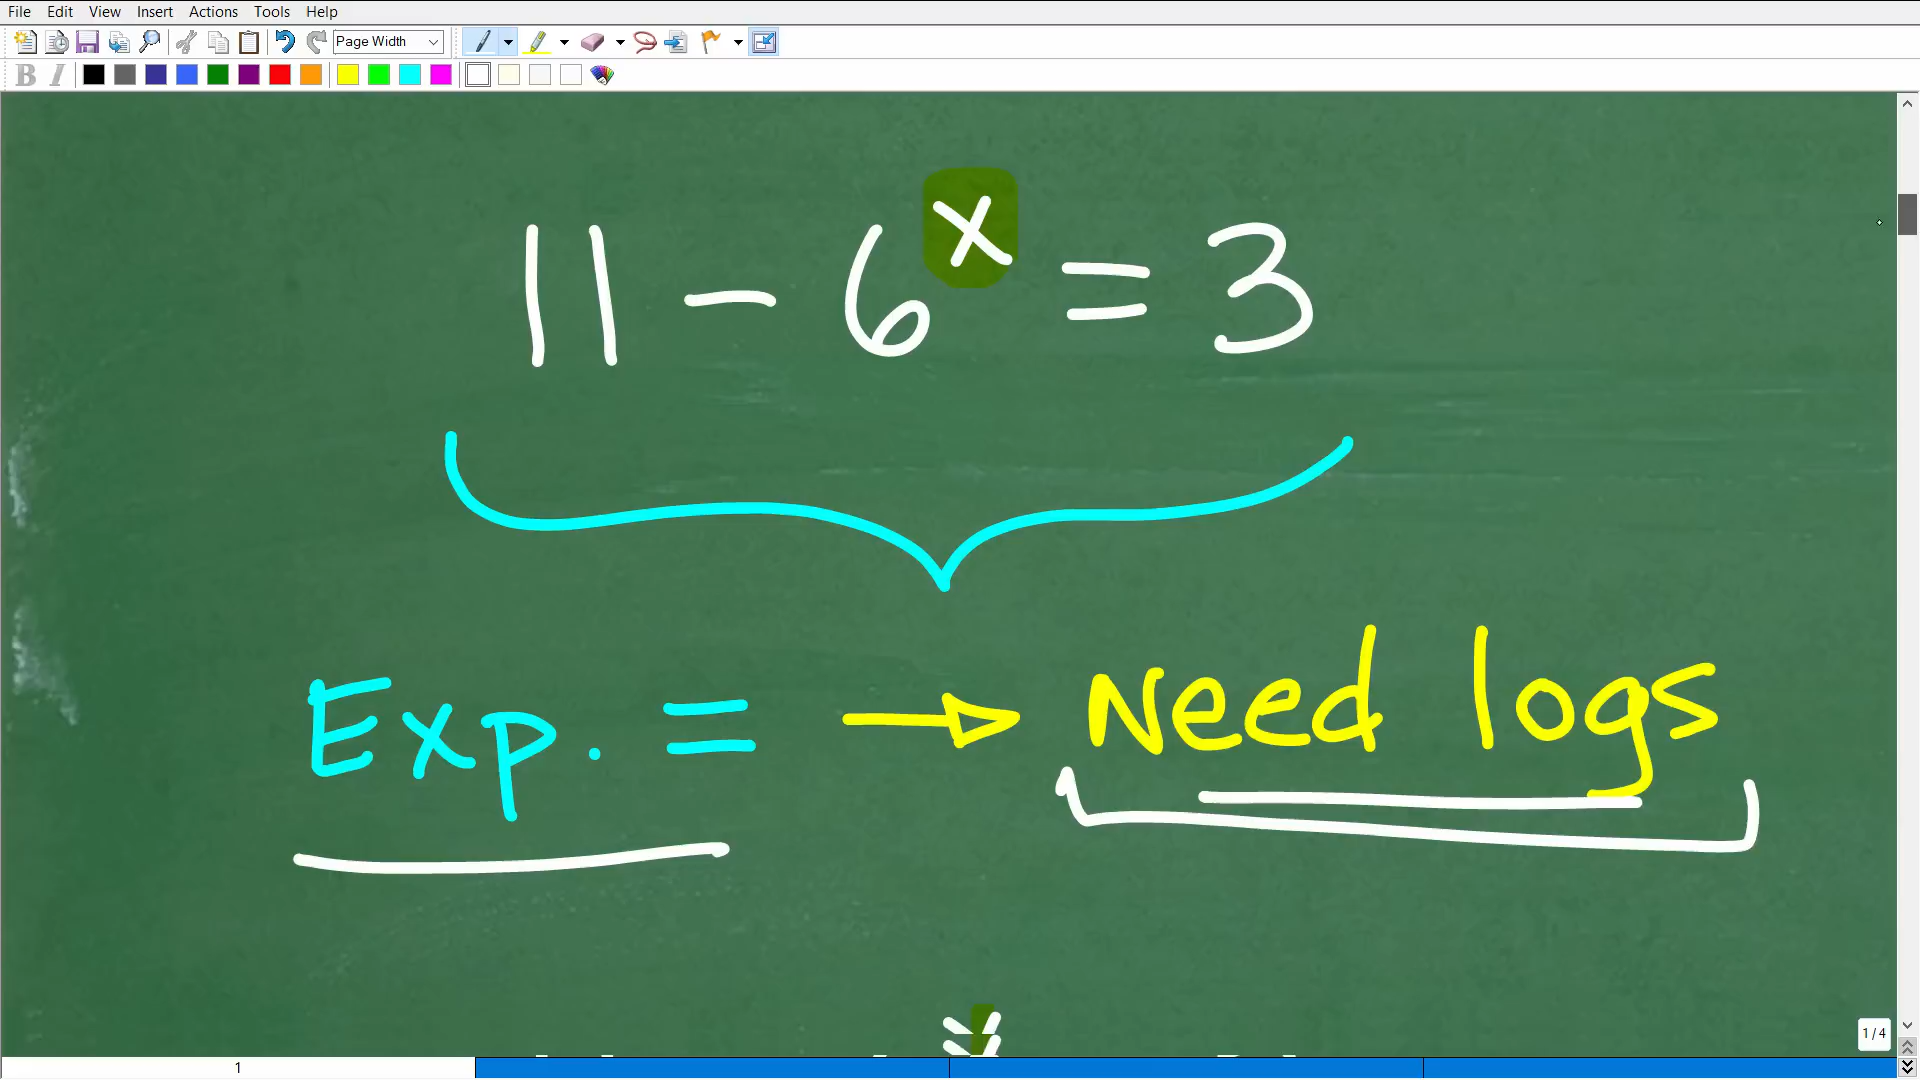 File Edit View Insert Actions Tools Help
Page Width
B I
11 - 6^x = 3
Exp. = → Need logs
1 / 4
1